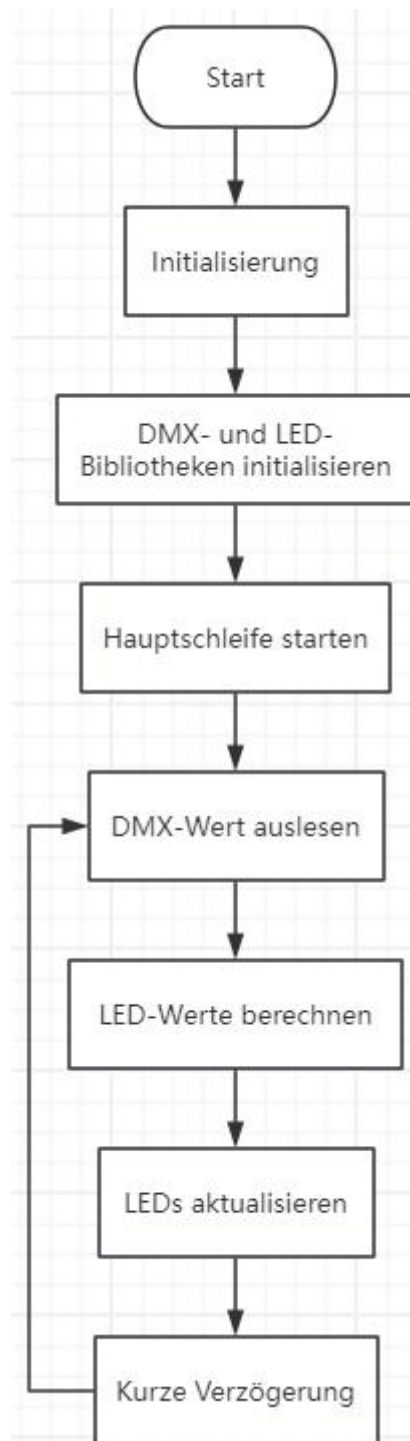 Start
Initialisierung
DMX- und LED-
Bibliotheken initialisieren
Hauptschleife starten
DMX-Wert auslesen
LED-Werte berechnen
LEDs aktualisieren
Kurze Verzögerung